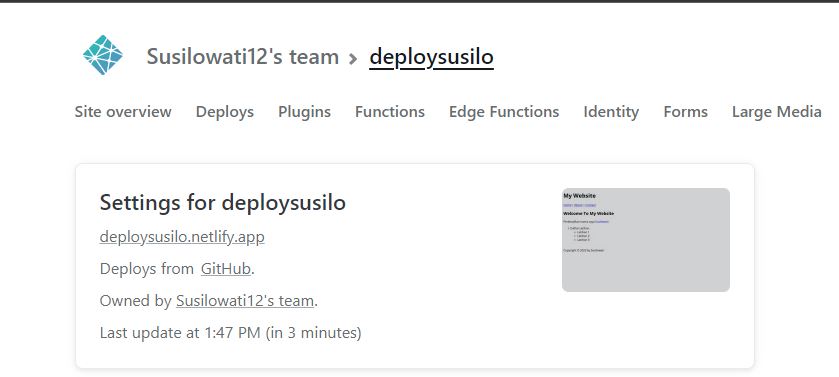 Susilowati12's team > deploysusilo
Site overview Deploys Plugins Functions Edge Functions Identity Forms Large Media
Settings for deploysusilo
deploysusilo.netlify.app
Deploys from GitHub.
Owned by Susilowati12's team.
Last update at 1:47 PM (in 3 minutes)
My Website
Welcome To My Website